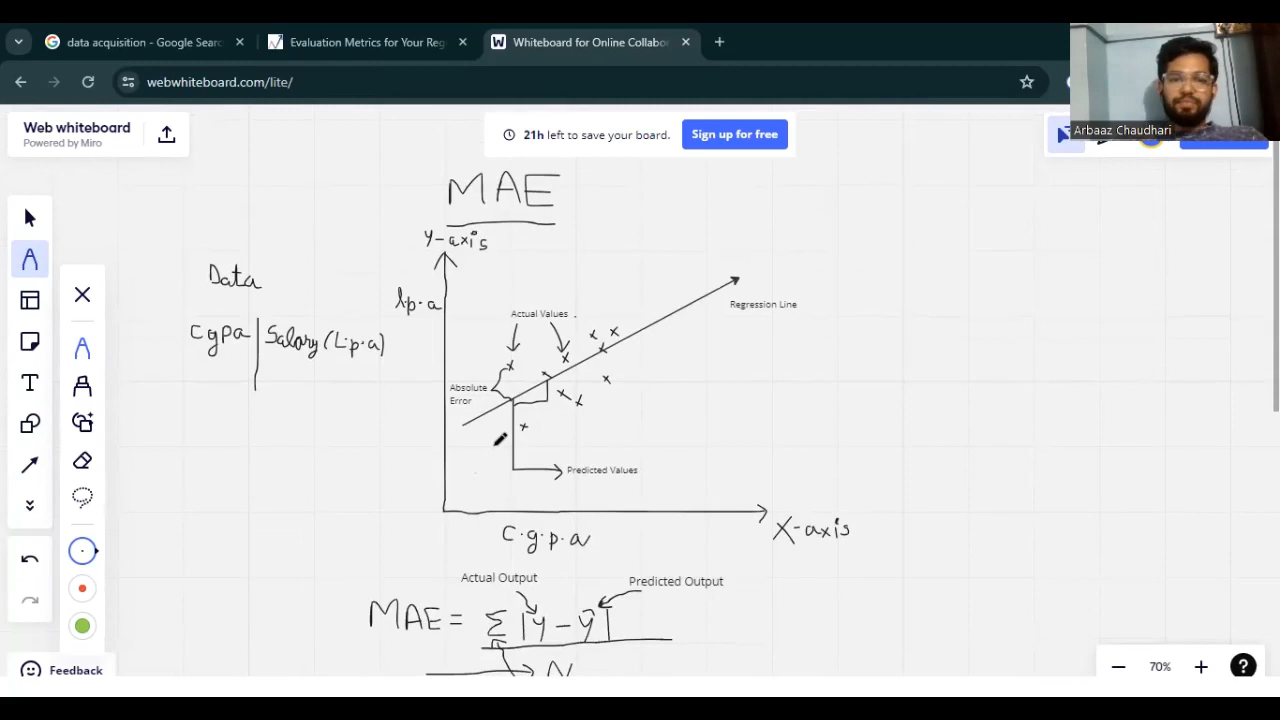 data acquisition - Google Searc
Evaluation Metrics for Your Reg
Whiteboard for Online Collabo
webwhiteboard.com/lite/
Arbaaz Chaudhari
Web whiteboard
Powered by Miro
21h left to save your board.
Sign up for free
MAE
y-axis
l.p.a
Data
Cgpa | Salary (L.p.a)
Actual Values .
Regression Line
Absolute
Error
Predicted Values
C.g.p.a
X-axis
Actual Output
Predicted Output
MAE = Σ |y - ŷ|
N
Feedback
70%